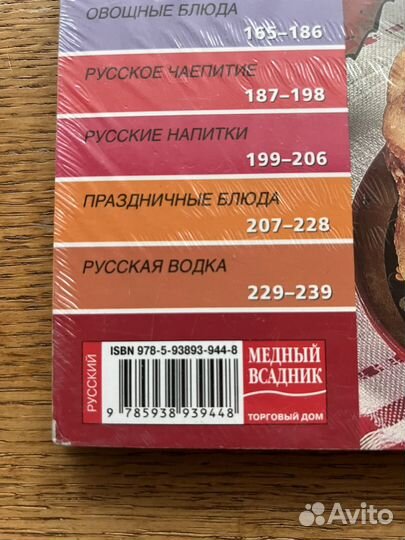 ОВОЩНЫЕ БЛЮДА
165–186
РУССКОЕ ЧАЕПИТИЕ
187–198
РУССКИЕ НАПИТКИ
199–206
ПРАЗДНИЧНЫЕ БЛЮДА
207–228
РУССКАЯ ВОДКА
229–239
РУССКИЙ
ISBN 978-5-93893-944-8
9 785938 939448
МЕДНЫЙ
ВСАДНИК
ТОРГОВЫЙ ДОМ
Avito